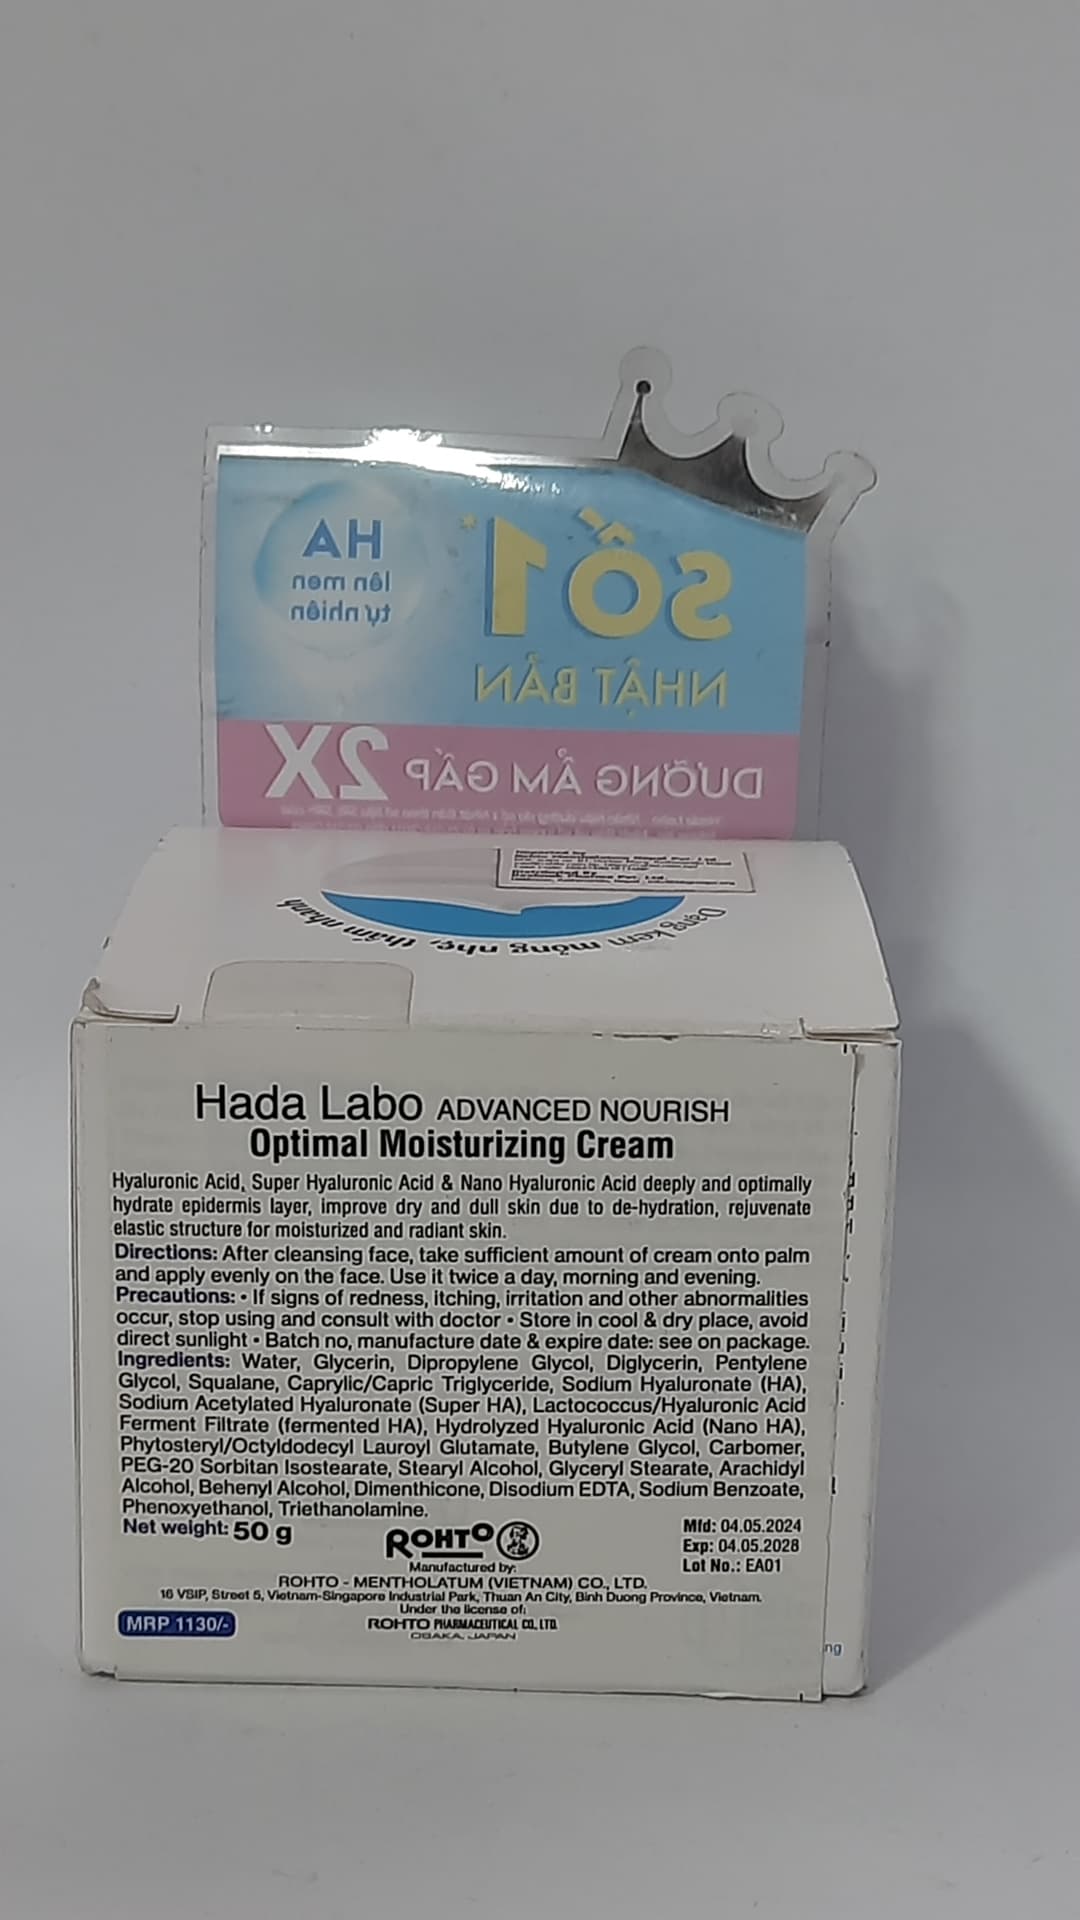 HA
lên men
tự nhiên
SỐ 1*
NHẬT BẢN
DƯỠNG ẨM GẤP 2X
Dạng kem mỏng nhẹ, thấm nhanh
Hada Labo ADVANCED NOURISH
Optimal Moisturizing Cream
Hyaluronic Acid, Super Hyaluronic Acid & Nano Hyaluronic Acid deeply and optimally
hydrate epidermis layer, improve dry and dull skin due to de-hydration, rejuvenate
elastic structure for moisturized and radiant skin.
Directions: After cleansing face, take sufficient amount of cream onto palm
and apply evenly on the face. Use it twice a day, morning and evening.
Precautions: • If signs of redness, itching, irritation and other abnormalities
occur, stop using and consult with doctor • Store in cool & dry place, avoid
direct sunlight • Batch no, manufacture date & expire date: see on package.
Ingredients: Water, Glycerin, Dipropylene Glycol, Diglycerin, Pentylene
Glycol, Squalane, Caprylic/Capric Triglyceride, Sodium Hyaluronate (HA),
Sodium Acetylated Hyaluronate (Super HA), Lactococcus/Hyaluronic Acid
Ferment Filtrate (fermented HA), Hydrolyzed Hyaluronic Acid (Nano HA),
Phytosteryl/Octyldodecyl Lauroyl Glutamate, Butylene Glycol, Carbomer,
PEG-20 Sorbitan Isostearate, Stearyl Alcohol, Glyceryl Stearate, Arachidyl
Alcohol, Behenyl Alcohol, Dimenthicone, Disodium EDTA, Sodium Benzoate,
Phenoxyethanol, Triethanolamine.
Net weight: 50 g
ROHTO
Mfd: 04.05.2024
Exp: 04.05.2028
Lot No.: EA01
Manufactured by:
ROHTO - MENTHOLATUM (VIETNAM) CO., LTD.
16 VSIP, Street 5, Vietnam-Singapore Industrial Park, Thuan An City, Binh Duong Province, Vietnam.
Under the license of:
ROHTO PHARMACEUTICAL CO., LTD.
OSAKA, JAPAN
MRP 1130/-
ng